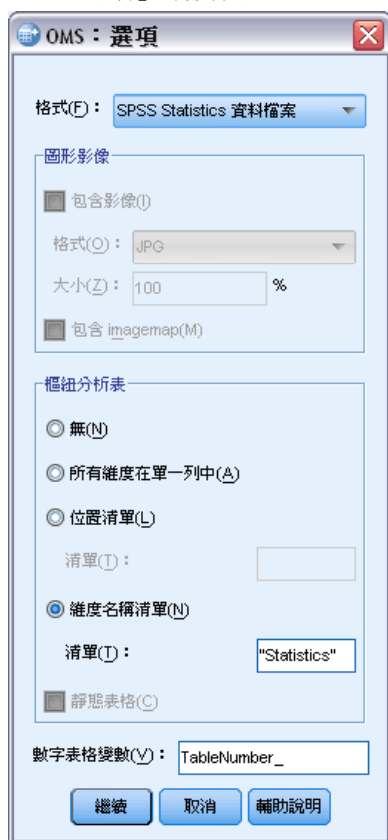 OMS：選項
格式(F)： SPSS Statistics 資料檔案
圖形影像
包含影像(I)
格式(O)： JPG
大小(Z)： 100 %
包含 imagemap(M)
樞紐分析表
無(N)
所有維度在單一列中(A)
位置清單(L)
清單(T)：
維度名稱清單(N)
清單(T)： "Statistics"
靜態表格(C)
數字表格變數(V)： TableNumber_
繼續 取消 輔助說明